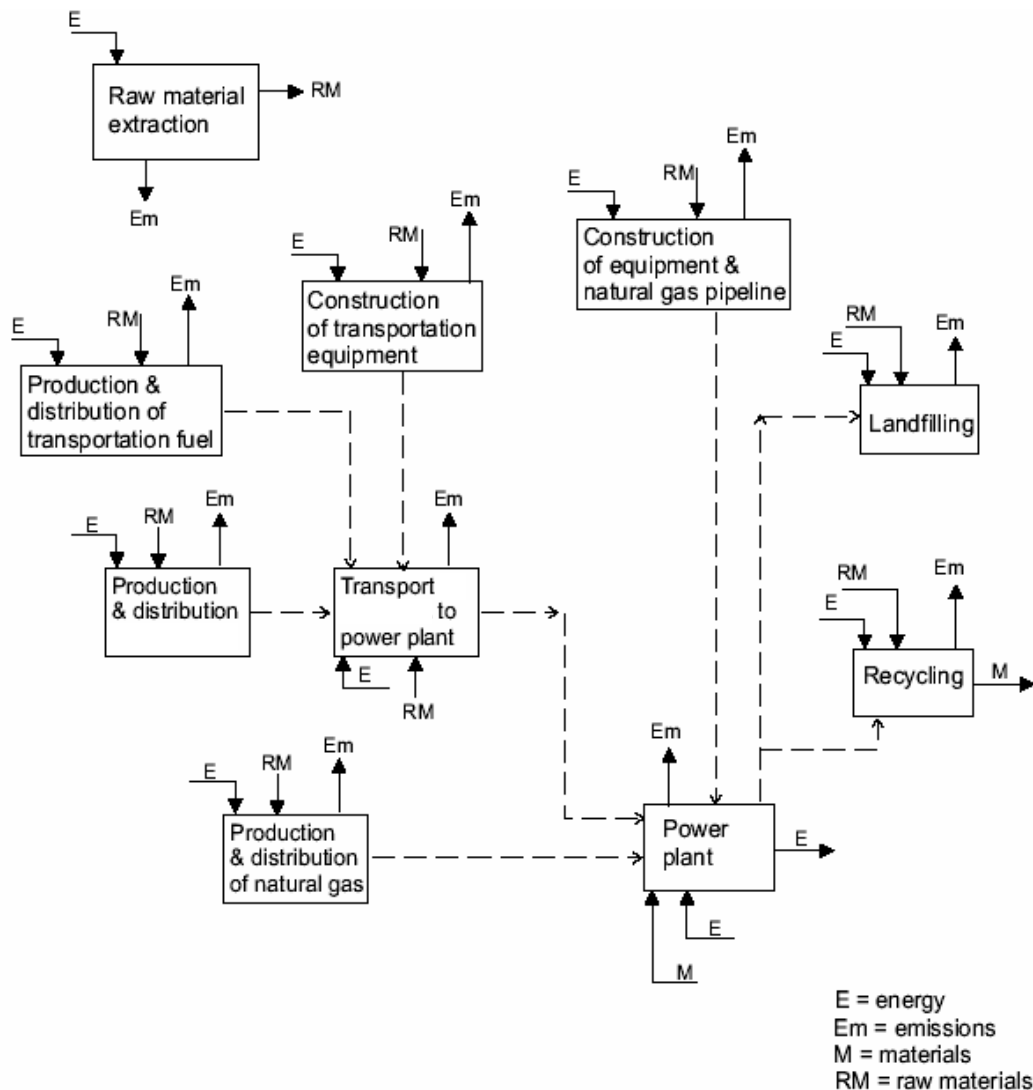 E
Raw material
extraction
RM
Em
E
RM
Em
Construction
of equipment &
natural gas pipeline
E
RM
Em
Construction
of transportation
equipment
E
RM
Em
Production &
distribution of
transportation fuel
RM
E
Em
Landfilling
E
RM
Em
Production
& distribution
Em
Transport
to
power plant
E
RM
RM
E
Em
Recycling
M
E
RM
Em
Production
& distribution
of natural gas
Em
Power
plant
E
E
M
E = energy
Em = emissions
M = materials
RM = raw materials